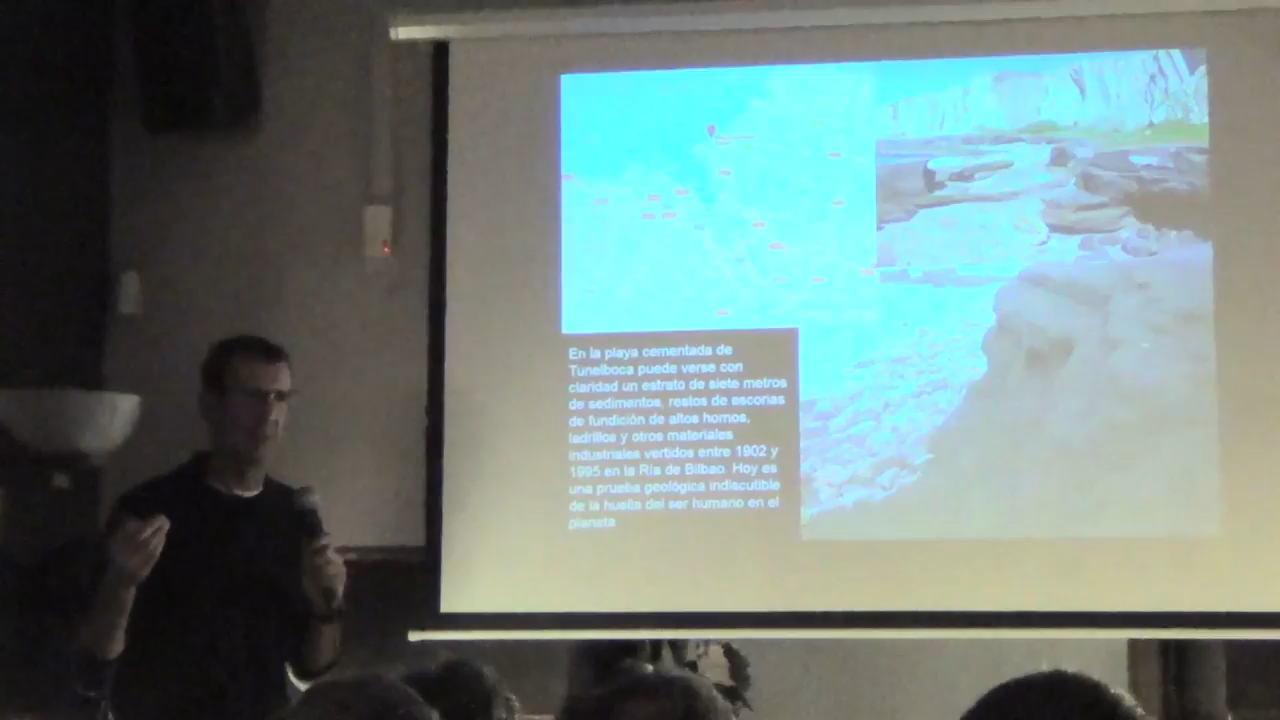 En la playa cementada de
Tunelboca puede verse con
claridad un estrato de siete metros
de sedimentos, restos de escorias
de fundición de altos hornos,
ladrillos y otros materiales
industriales vertidos entre 1902 y
1995 en la Ría de Bilbao. Hoy es
una prueba geológica indiscutible
de la huella del ser humano en el
planeta